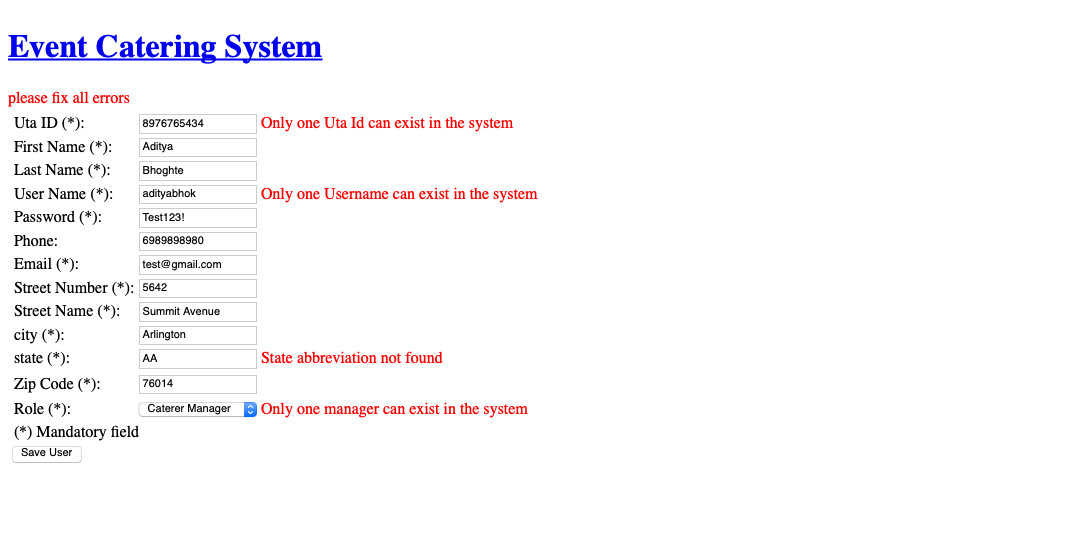 Event Catering System
please fix all errors
Uta ID (*): 8976765434 Only one Uta Id can exist in the system
First Name (*): Aditya
Last Name (*): Bhoghte
User Name (*): adityabhok Only one Username can exist in the system
Password (*): Test123!
Phone: 6989898980
Email (*): test@gmail.com
Street Number (*): 5642
Street Name (*): Summit Avenue
city (*): Arlington
state (*): AA State abbreviation not found
Zip Code (*): 76014
Role (*): Caterer Manager Only one manager can exist in the system
(*) Mandatory field
Save User